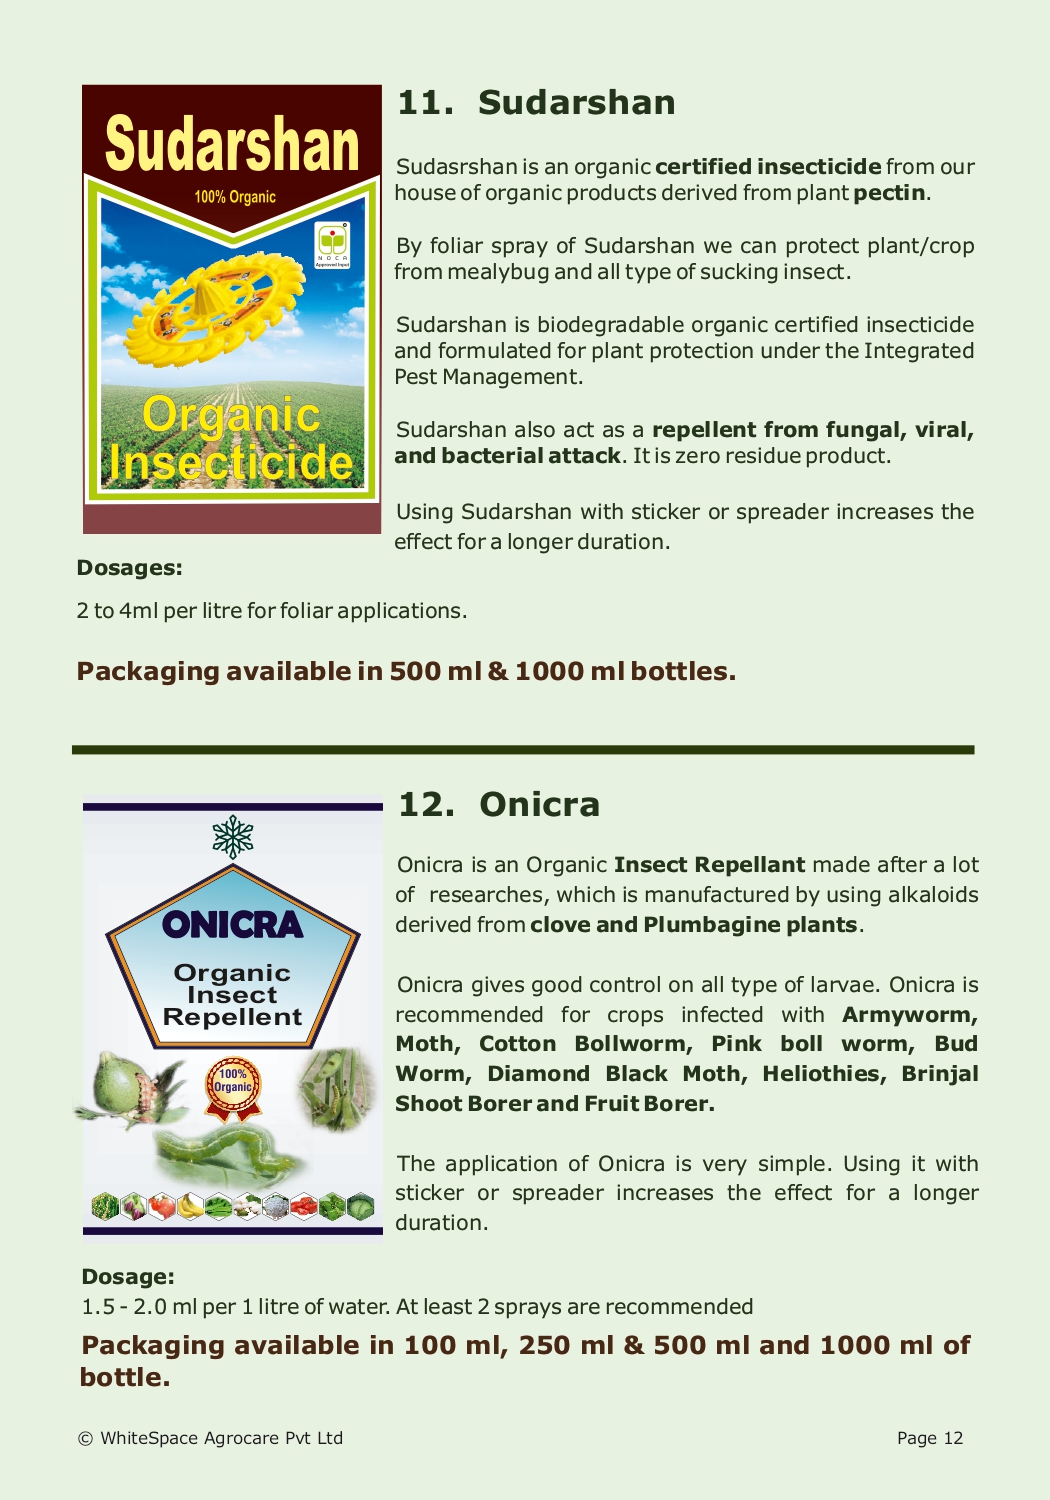 Sudarshan
100% Organic
NOCA
Approved Input
Organic
Insecticide
11. Sudarshan
Sudasrshan is an organic certified insecticide from our
house of organic products derived from plant pectin.
By foliar spray of Sudarshan we can protect plant/crop
from mealybug and all type of sucking insect.
Sudarshan is biodegradable organic certified insecticide
and formulated for plant protection under the Integrated
Pest Management.
Sudarshan also act as a repellent from fungal, viral,
and bacterial attack. It is zero residue product.
Using Sudarshan with sticker or spreader increases the
effect for a longer duration.
Dosages:
2 to 4ml per litre for foliar applications.
Packaging available in 500 ml & 1000 ml bottles.
ONICRA
Organic
Insect
Repellent
100%
Organic
12. Onicra
Onicra is an Organic Insect Repellant made after a lot
of researches, which is manufactured by using alkaloids
derived from clove and Plumbagine plants.
Onicra gives good control on all type of larvae. Onicra is
recommended for crops infected with Armyworm,
Moth, Cotton Bollworm, Pink boll worm, Bud
Worm, Diamond Black Moth, Heliothies, Brinjal
Shoot Borer and Fruit Borer.
The application of Onicra is very simple. Using it with
sticker or spreader increases the effect for a longer
duration.
Dosage:
1.5 - 2.0 ml per 1 litre of water. At least 2 sprays are recommended
Packaging available in 100 ml, 250 ml & 500 ml and 1000 ml of
bottle.
© WhiteSpace Agrocare Pvt Ltd
Page 12